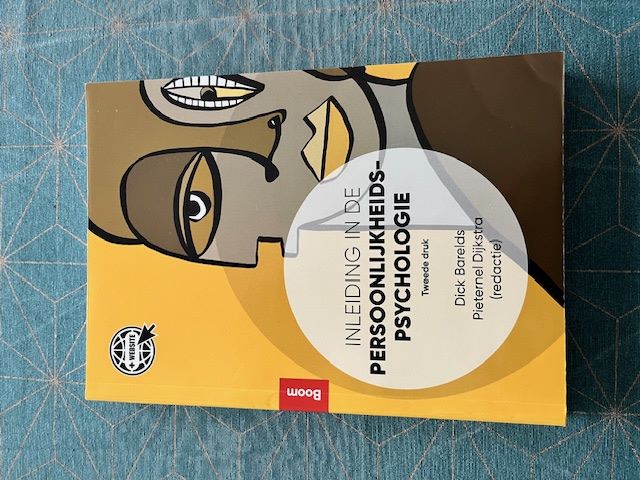 INLEIDING IN DE
PERSOONLIJKHEIDS-
PSYCHOLOGIE
Tweede druk
Dick Barelds
Pieternel Dijkstra
(redactie)
+ WEBSITE
Boom